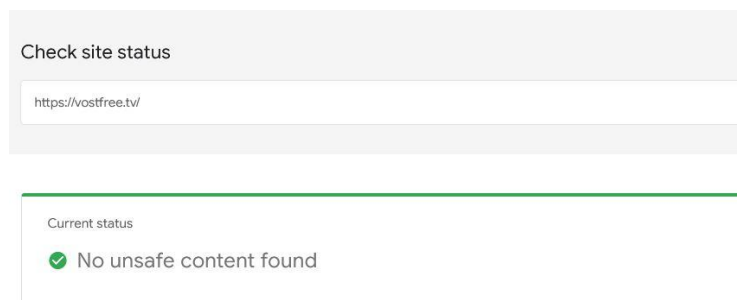 Check site status
https://vostfree.tv/
Current status
No unsafe content found